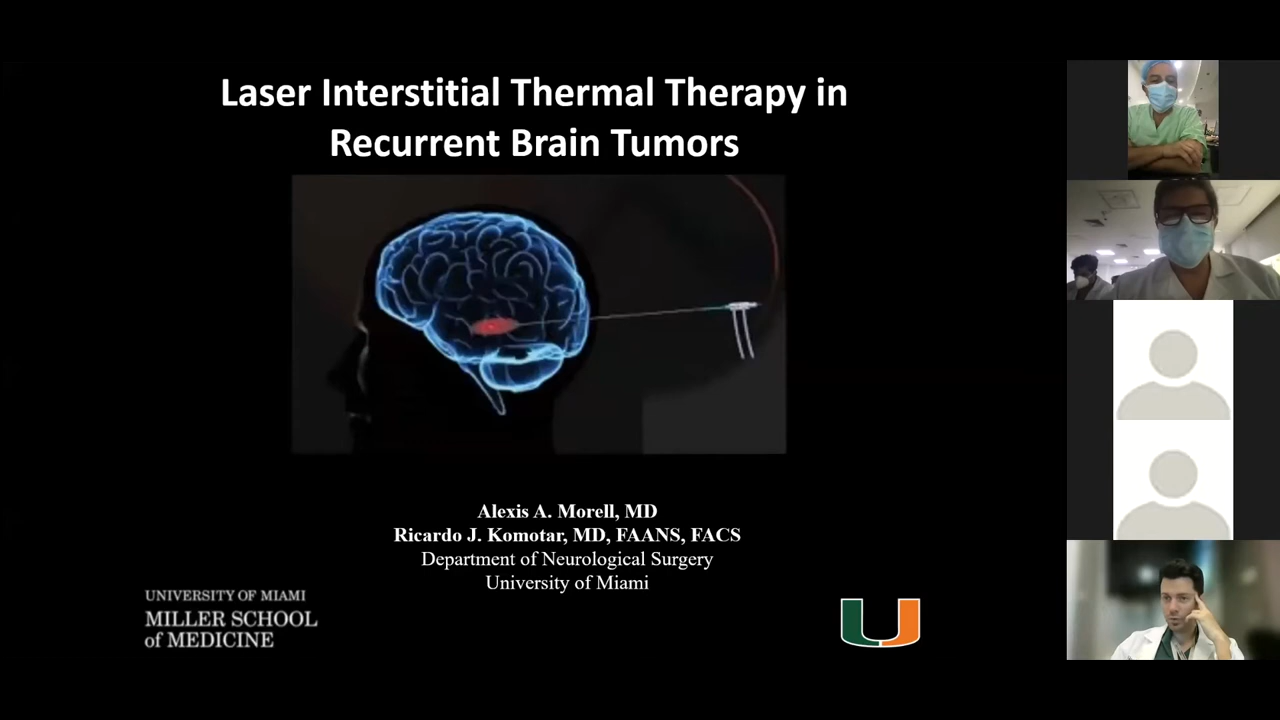 Laser Interstitial Thermal Therapy in
Recurrent Brain Tumors
Alexis A. Morell, MD
Ricardo J. Komotar, MD, FAANS, FACS
Department of Neurological Surgery
University of Miami
UNIVERSITY OF MIAMI
MILLER SCHOOL
of MEDICINE